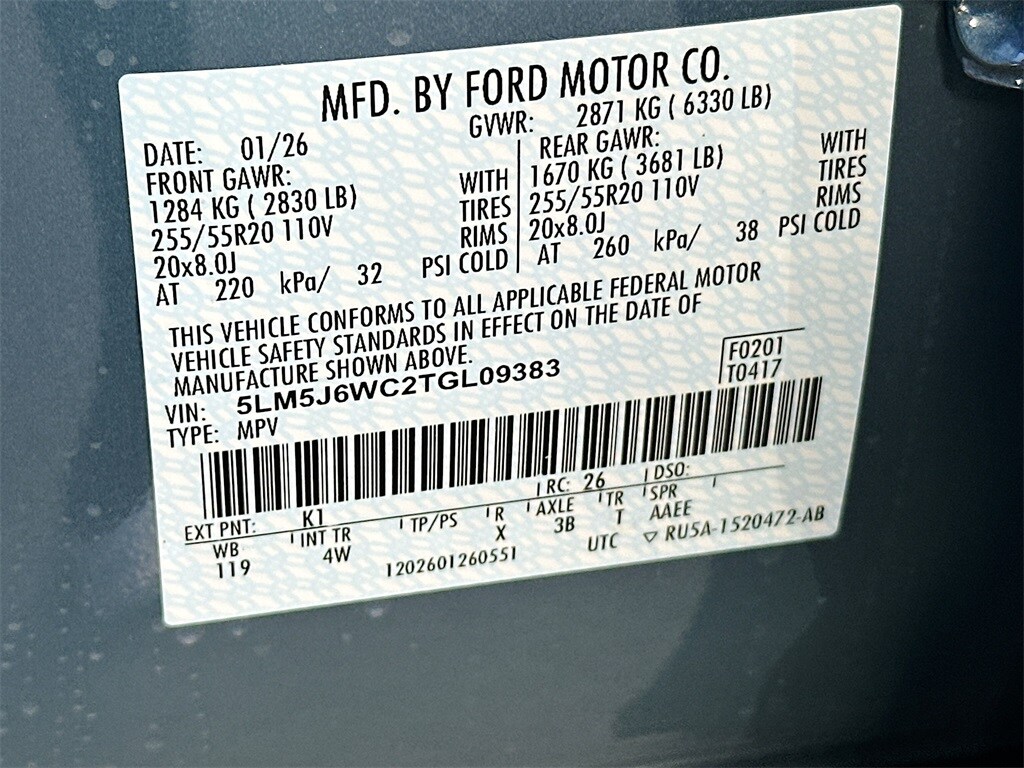 MFD. BY FORD MOTOR CO.
DATE: 01/26 GVWR: 2871 KG ( 6330 LB)
FRONT GAWR: REAR GAWR:
1284 KG ( 2830 LB) WITH 1670 KG ( 3681 LB) WITH
255/55R20 110V TIRES 255/55R20 110V TIRES
20x8.0J RIMS 20x8.0J RIMS
AT 220 kPa/ 32 PSI COLD AT 260 kPa/ 38 PSI COLD
THIS VEHICLE CONFORMS TO ALL APPLICABLE FEDERAL MOTOR
VEHICLE SAFETY STANDARDS IN EFFECT ON THE DATE OF
MANUFACTURE SHOWN ABOVE.
F0201
VIN: 5LM5J6WC2TGL09383 T0417
TYPE: MPV
EXT PNT: K1 RC: 26 DSO:
WB INT TR TP/PS R AXLE TR SPR
119 4W X 3B T AAEE
1202601260551 UTC ▽ RU5A-1520472-AB